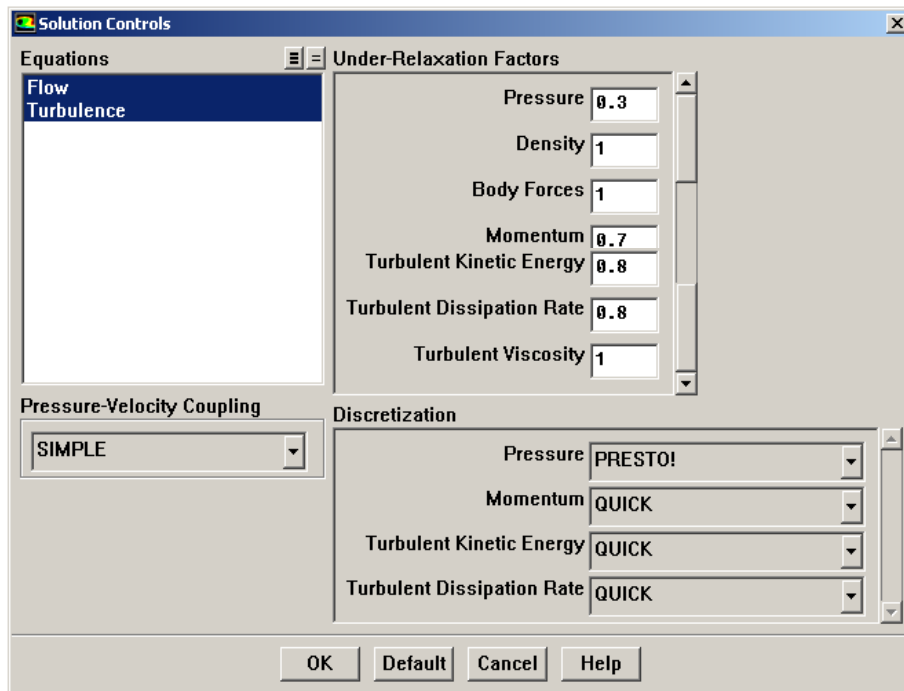 Solution Controls
Equations
Flow
Turbulence
Under-Relaxation Factors
Pressure 0.3
Density 1
Body Forces 1
Momentum 0.7
Turbulent Kinetic Energy 0.8
Turbulent Dissipation Rate 0.8
Turbulent Viscosity 1
Pressure-Velocity Coupling
SIMPLE
Discretization
Pressure PRESTO!
Momentum QUICK
Turbulent Kinetic Energy QUICK
Turbulent Dissipation Rate QUICK
OK Default Cancel Help